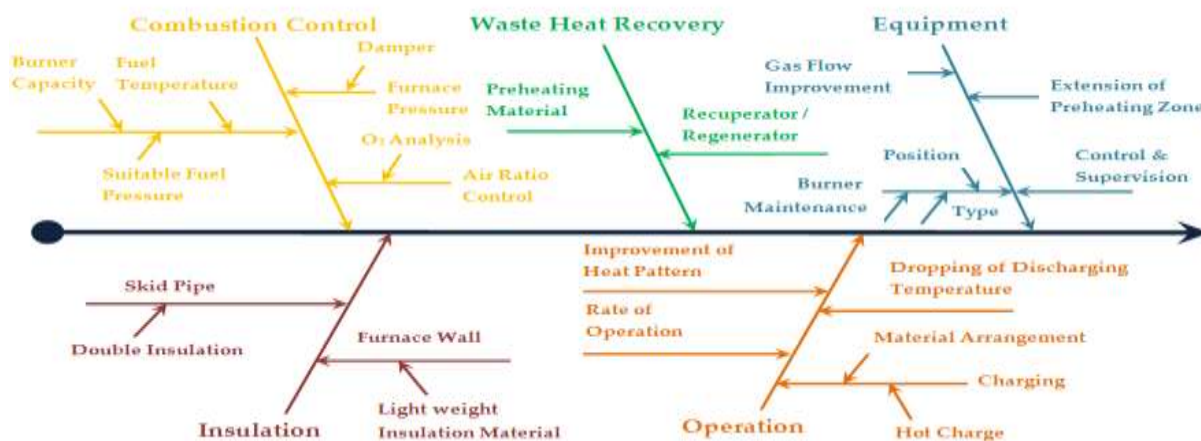 Combustion Control
Burner
Capacity
Fuel
Temperature
Damper
Furnace
Pressure
Suitable Fuel
Pressure
O₂ Analysis
Air Ratio
Control
Waste Heat Recovery
Preheating
Material
Recuperator /
Regenerator
Equipment
Gas Flow
Improvement
Extension of
Preheating Zone
Position
Burner
Maintenance
Type
Control &
Supervision
Skid Pipe
Double Insulation
Furnace Wall
Light weight
Insulation Material
Insulation
Improvement of
Heat Pattern
Rate of
Operation
Dropping of Discharging
Temperature
Material Arrangement
Charging
Hot Charge
Operation